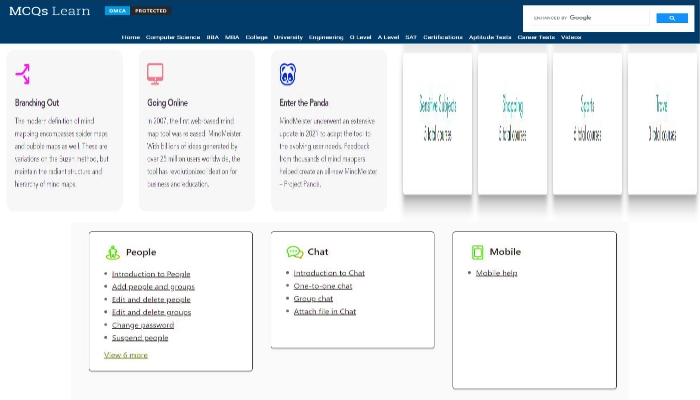 MCQs Learn
DMCA PROTECTED
ENHANCED BY Google
Home Computer Science BBA MBA College University Engineering O Level A Level SAT Certifications Aptitude Tests Career Tests Videos
Branching Out
The modern definition of mind
mapping encompasses spider maps
and bubble maps as well. These are
variations on the Buzan method, but
maintain the radiant structure and
hierarchy of mind maps.
Going Online
In 2007, the first web-based mind
map tool was released: MindMeister.
With billions of ideas generated by
over 25 million users worldwide, the
tool has revolutionized ideation for
business and education.
Enter the Panda
MindMeister underwent an extensive
update in 2021 to adapt the tool to
the evolving user needs. Feedback
from thousands of mind mappers
helped create an all-new MindMeister
– Project Panda.
Sensitive Subjects
3 total courses
Shopping
5 total courses
Sports
total courses
Travel
total courses
People
Introduction to People
Add people and groups
Edit and delete people
Edit and delete groups
Change password
Suspend people
View 6 more
Chat
Introduction to Chat
One-to-one chat
Group chat
Attach file in Chat
Mobile
Mobile help